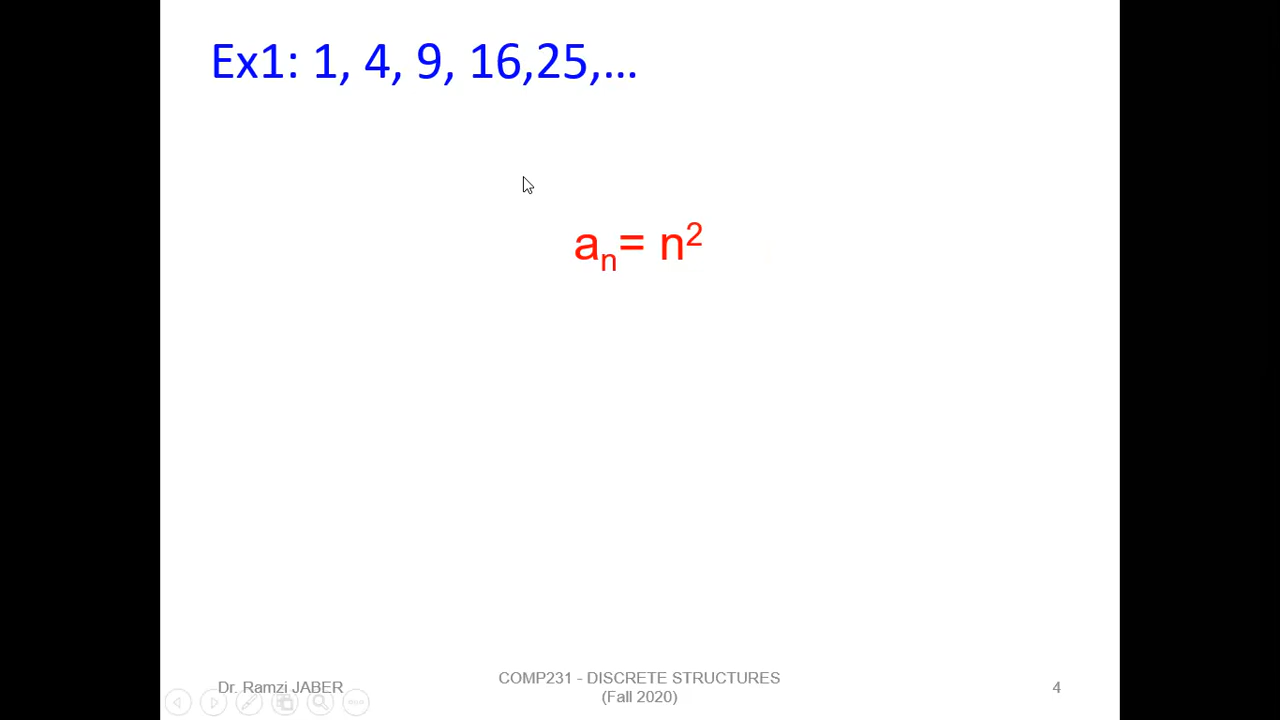 Ex1: 1, 4, 9, 16,25,…
aₙ= n²
Dr. Ramzi JABER
COMP231 - DISCRETE STRUCTURES
(Fall 2020)
4